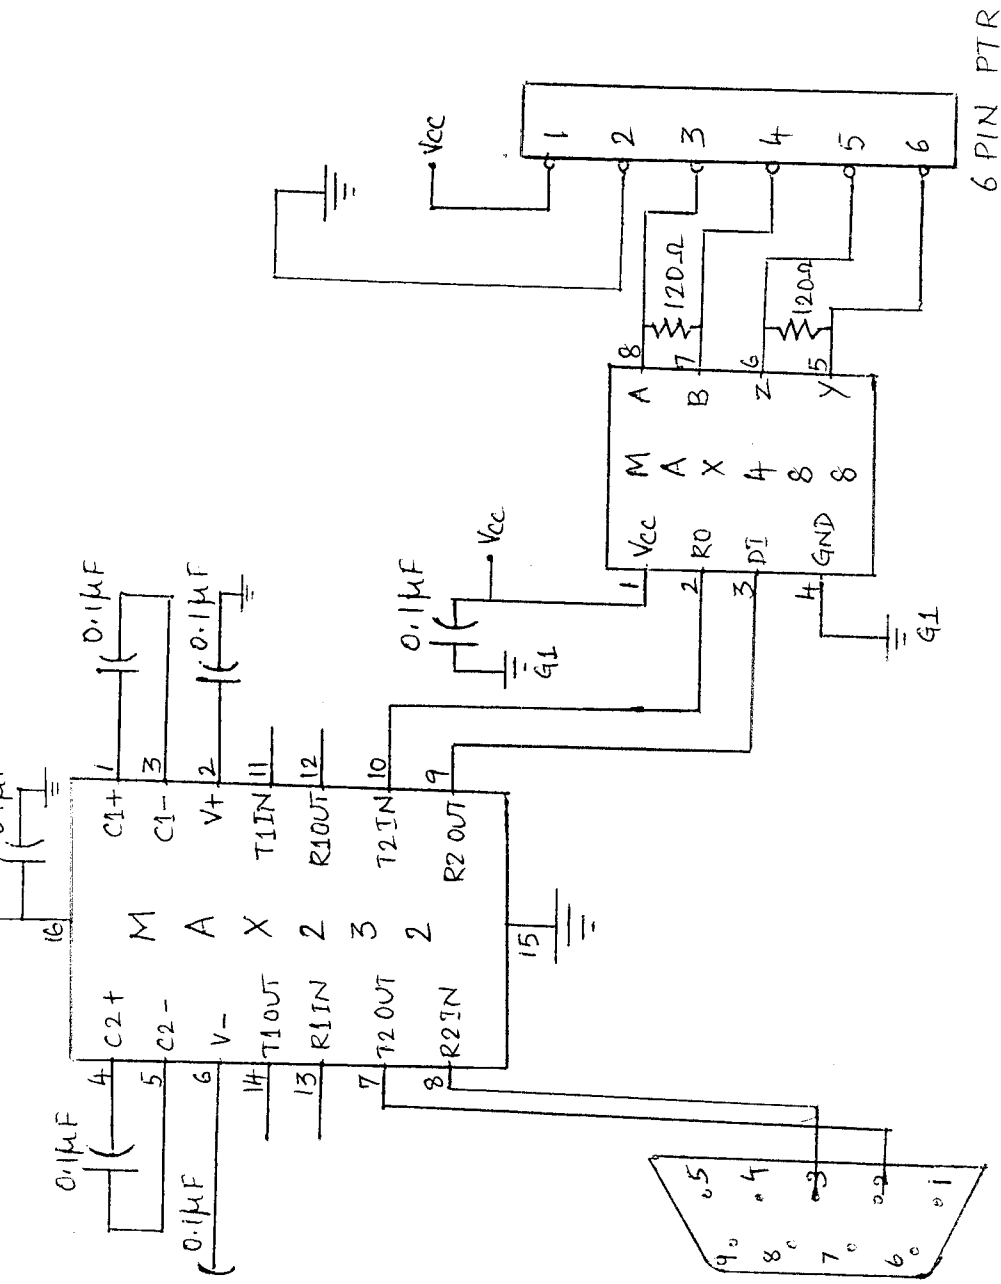 0.1µF
16
4
C2+
C1+
1
0.1µF
5
C2-
C1-
3
0.1µF
6
V-
V+
2
0.1µF
0.1µF
14
T1OUT
T1IN
11
13
R1IN
R1OUT
12
7
T2OUT
T2IN
10
8
R2IN
R2OUT
9
M
A
X
2
3
2
15
0.1µF
G1
Vcc
1
Vcc
A
8
2
RO
B
7
3
DI
Z
6
4
GND
Y
5
M
A
X
4
8
8
G1
120Ω
120Ω
Vcc
1
2
3
4
5
6
6 PIN PTR
9
5
8
4
7
3
6
2
1